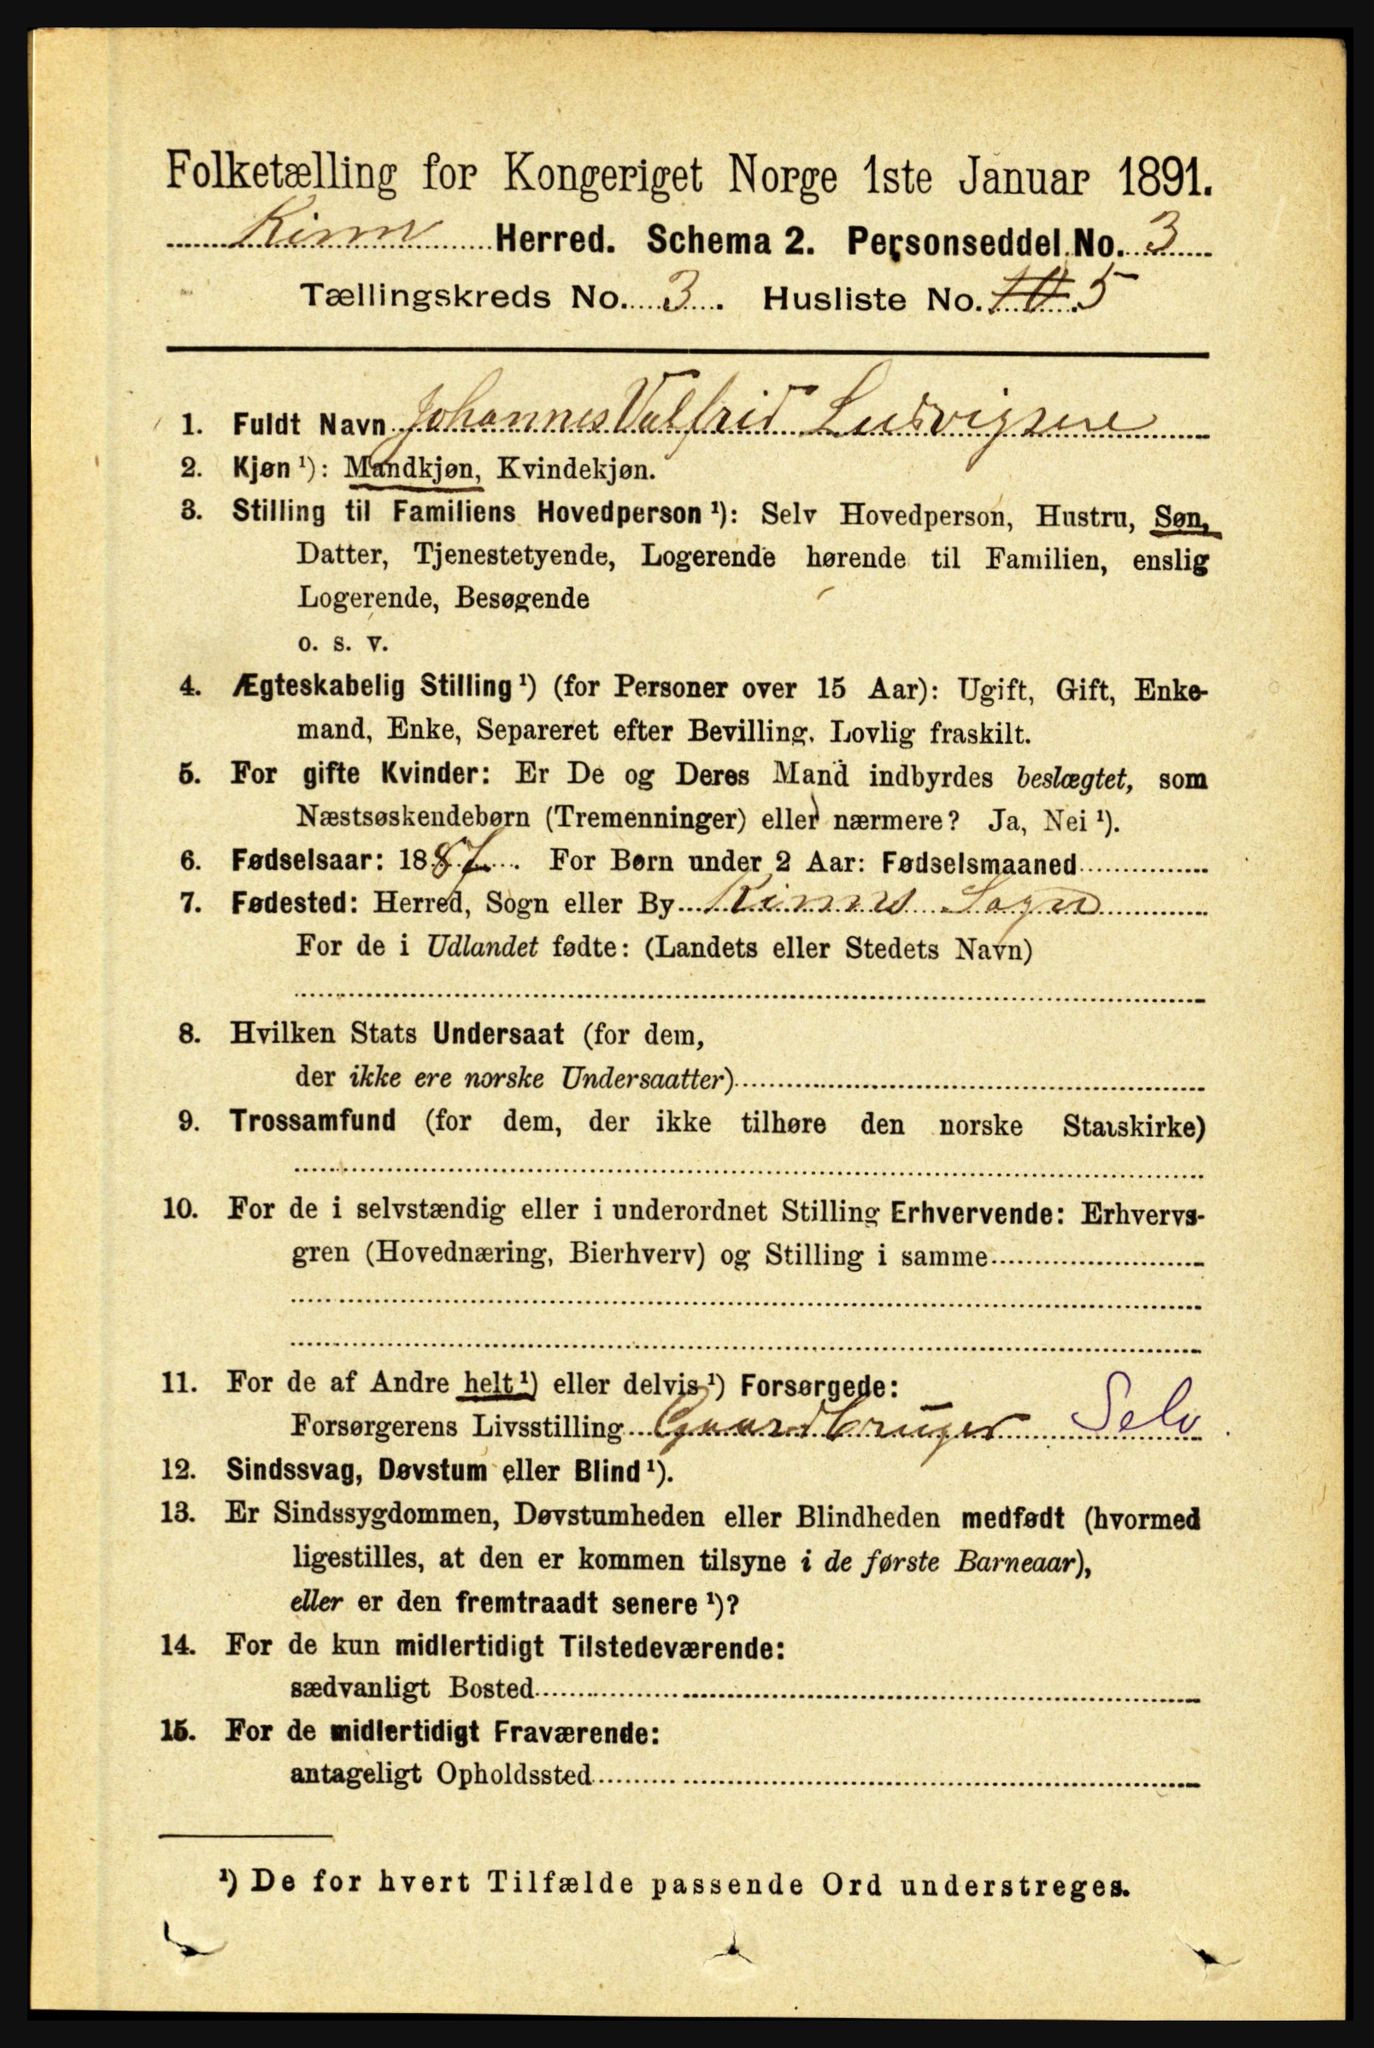 Folketælling for Kongeriget Norge 1ste Januar 1891.
Kinn Herred. Schema 2. Personseddel No. 3
Tællingskreds No. 3. Husliste No. 10 5
1. Fuldt Navn Johannes Valfrid Ludvigsen
2. Kjøn ¹): Mandkjøn, Kvindekjøn.
3. Stilling til Familiens Hovedperson ¹): Selv Hovedperson, Hustru, Søn,
Datter, Tjenestetyende, Logerende hørende til Familien, enslig
Logerende, Besøgende
o. s. v.
4. Ægteskabelig Stilling ¹) (for Personer over 15 Aar): Ugift, Gift, Enke-
mand, Enke, Separeret efter Bevilling. Lovlig fraskilt.
5. For gifte Kvinder: Er De og Deres Mand indbyrdes beslægtet, som
Næstsøskendebørn (Tremenninger) eller nærmere? Ja, Nei ¹).
6. Fødselsaar: 1887. For Børn under 2 Aar: Fødselsmaaned
7. Fødested: Herred, Sogn eller By Kinns Sogn
For de i Udlandet fødte: (Landets eller Stedets Navn)
8. Hvilken Stats Undersaat (for dem,
der ikke ere norske Undersaatter)
9. Trossamfund (for dem, der ikke tilhøre den norske Statskirke)
10. For de i selvstændig eller i underordnet Stilling Erhvervende: Erhvervs-
gren (Hovednæring, Bierhverv) og Stilling i samme
11. For de af Andre helt ¹) eller delvis ¹) Forsørgede:
Forsørgerens Livsstilling Gaardbruger Selv
12. Sindssvag, Døvstum eller Blind ¹).
13. Er Sindssygdommen, Døvstumheden eller Blindheden medfødt (hvormed
ligestilles, at den er kommen tilsyne i de første Barneaar),
eller er den fremtraadt senere ¹)?
14. For de kun midlertidigt Tilstedeværende:
sædvanligt Bosted
15. For de midlertidigt Fraværende:
antageligt Opholdssted
¹) De for hvert Tilfælde passende Ord understreges.